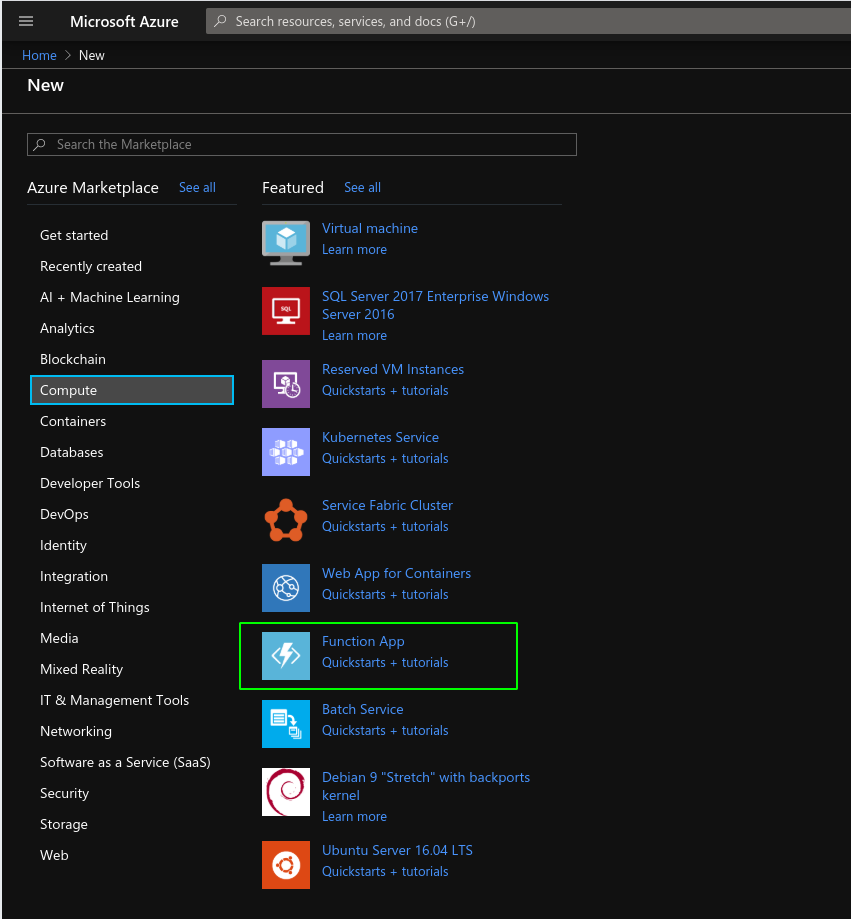 Microsoft Azure
Search resources, services, and docs (G+/)
Home > New
New
Search the Marketplace
Azure Marketplace See all
Get started
Recently created
AI + Machine Learning
Analytics
Blockchain
Compute
Containers
Databases
Developer Tools
DevOps
Identity
Integration
Internet of Things
Media
Mixed Reality
IT & Management Tools
Networking
Software as a Service (SaaS)
Security
Storage
Web
Featured See all
Virtual machine
Learn more
SQL
SQL Server 2017 Enterprise Windows
Server 2016
Learn more
Reserved VM Instances
Quickstarts + tutorials
Kubernetes Service
Quickstarts + tutorials
Service Fabric Cluster
Quickstarts + tutorials
Web App for Containers
Quickstarts + tutorials
Function App
Quickstarts + tutorials
Batch Service
Quickstarts + tutorials
Debian 9 "Stretch" with backports
kernel
Learn more
Ubuntu Server 16.04 LTS
Quickstarts + tutorials